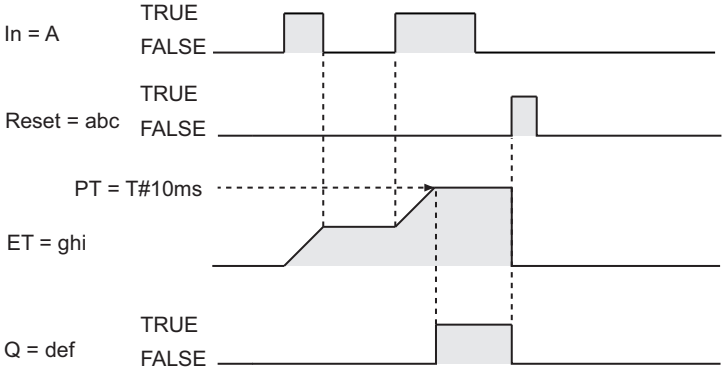 TRUE
In = A
FALSE
TRUE
Reset = abc
FALSE
PT = T#10ms
ET = ghi
TRUE
Q = def
FALSE